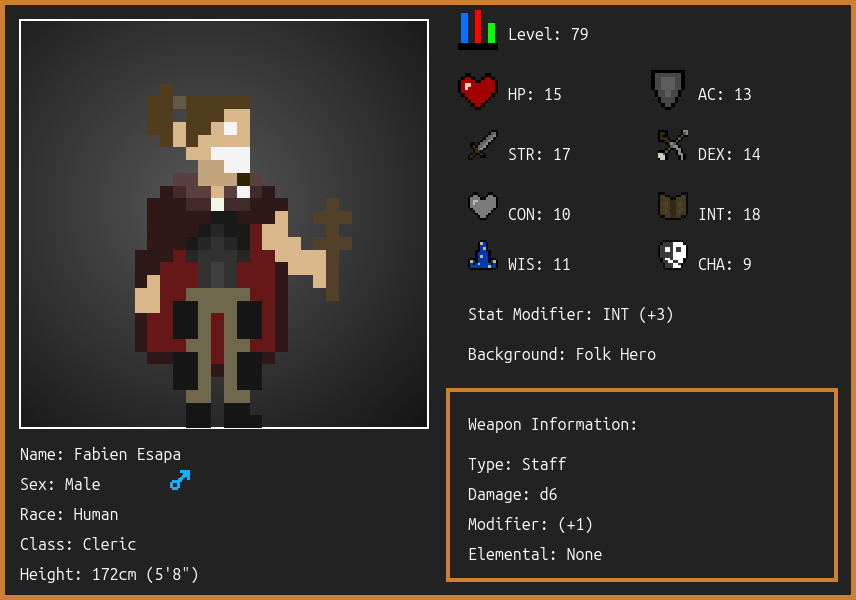 Level: 79
HP: 15
AC: 13
STR: 17
DEX: 14
CON: 10
INT: 18
WIS: 11
CHA: 9
Stat Modifier: INT (+3)
Background: Folk Hero
Weapon Information:
Type: Staff
Damage: d6
Modifier: (+1)
Elemental: None
Name: Fabien Esapa
Sex: Male
Race: Human
Class: Cleric
Height: 172cm (5'8")